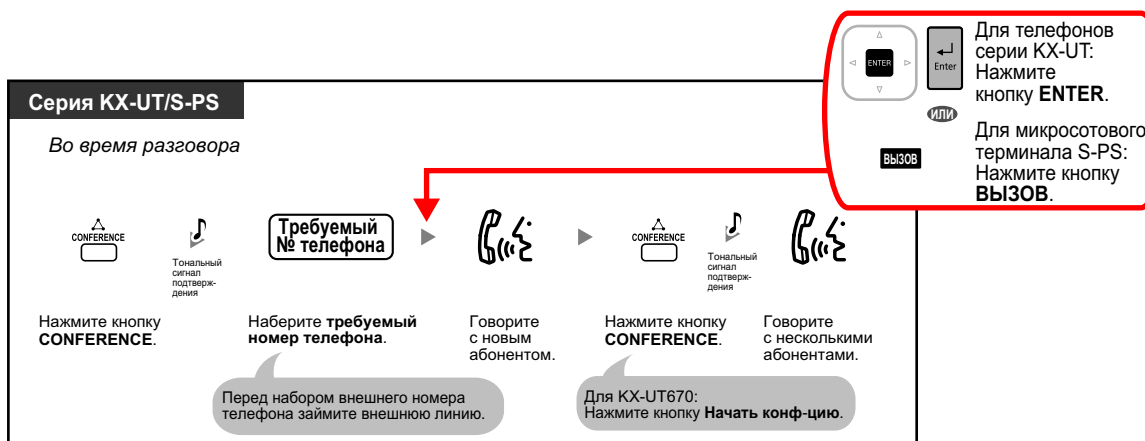 Серия KX-UT/S-PS
Во время разговора
CONFERENCE
Тональный
сигнал
подтверж-
дения
Нажмите кнопку
CONFERENCE.
Требуемый
№ телефона
Наберите требуемый
номер телефона.
Перед набором внешнего номера
телефона займите внешнюю линию.
ENTER
Enter
Для телефонов
серии KX-UT:
Нажмите
кнопку ENTER.
ИЛИ
ВЫЗОВ
Для микросотового
терминала S-PS:
Нажмите кнопку
ВЫЗОВ.
Говорите
с новым
абонентом.
CONFERENCE
Тональный
сигнал
подтверж-
дения
Нажмите кнопку
CONFERENCE.
Для KX-UT670:
Нажмите кнопку Начать конф-цию.
Говорите
с несколькими
абонентами.